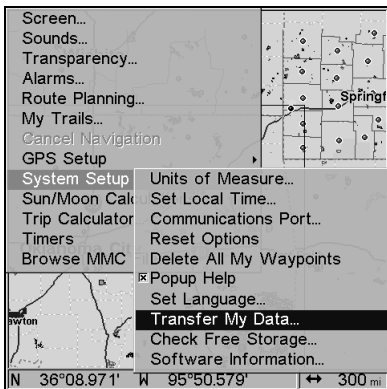 Screen...
Sounds...
Transparency...
Alarms...
Route Planning...
My Trails...
Cancel Navigation
GPS Setup
System Setup
Sun/Moon Calcu
Trip Calculator
Timers
Browse MMC
Units of Measure...
Set Local Time...
Communications Port...
Reset Options
Delete All My Waypoints
Popup Help
Set Language...
Transfer My Data...
Check Free Storage...
Software Information...
Springf
Oklahoma Cit
awton
N 36°08.971' W 95°50.579' ↔ 300 mi